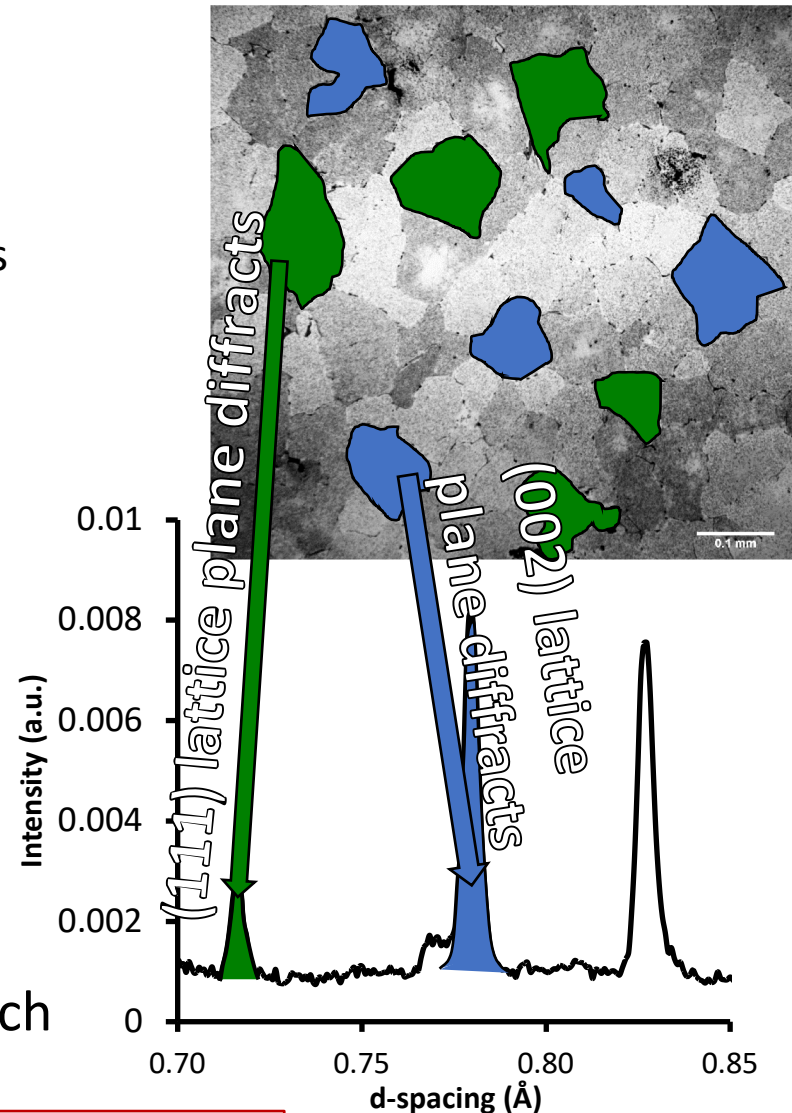 s
0.1 mm
(111) lattice plane diffracts
(002) lattice
plane diffracts
0.01
0.008
0.006
0.004
0.002
0
Intensity (a.u.)
ch
0.70 0.75 0.80 0.85
d-spacing (Å)